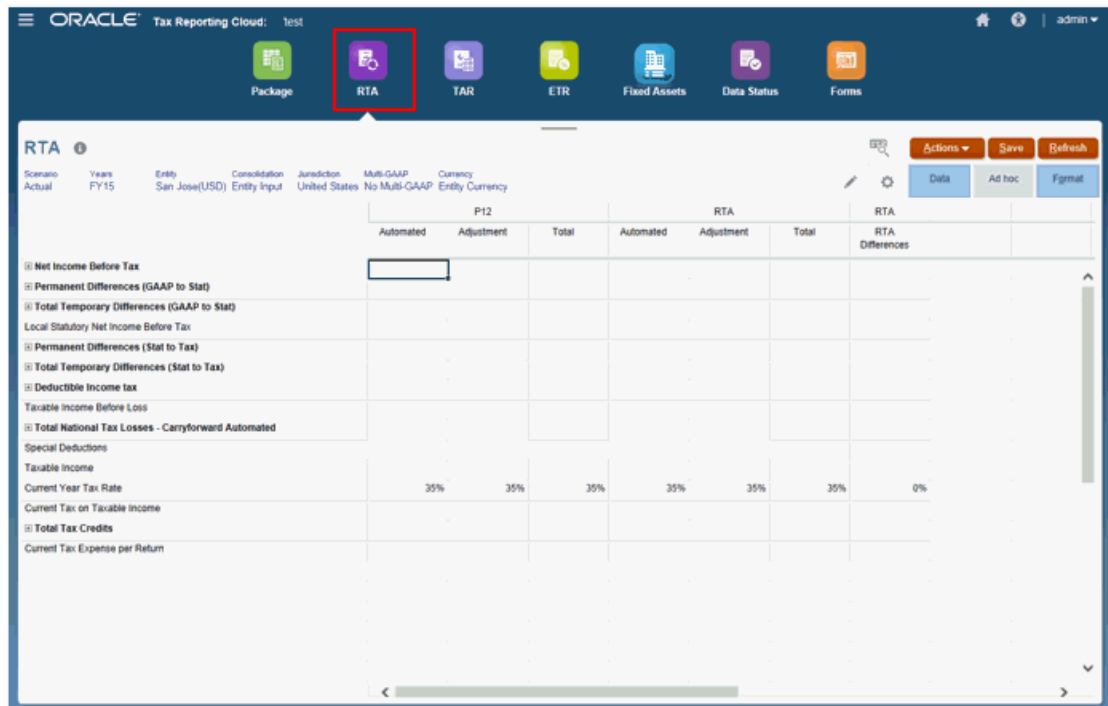 ORACLE® Tax Reporting Cloud: test admin
Package RTA TAR ETR Fixed Assets Data Status Forms
RTA Actions Save Refresh
Scenario Years Entity Consolidation Jurisdiction Multi-GAAP Currency
Actual FY15 San Jose(USD) Entity Input United States No Multi-GAAP Entity Currency
Data Ad hoc Format
P12 RTA RTA
Automated Adjustment Total Automated Adjustment Total RTA
Differences
Net Income Before Tax
Permanent Differences (GAAP to Stat)
Total Temporary Differences (GAAP to Stat)
Local Statutory Net Income Before Tax
Permanent Differences (Stat to Tax)
Total Temporary Differences (Stat to Tax)
Deductible Income tax
Taxable Income Before Loss
Total National Tax Losses - Carryforward Automated
Special Deductions
Taxable Income
Current Year Tax Rate 35% 35% 35% 35% 35% 35% 0%
Current Tax on Taxable Income
Total Tax Credits
Current Tax Expense per Return